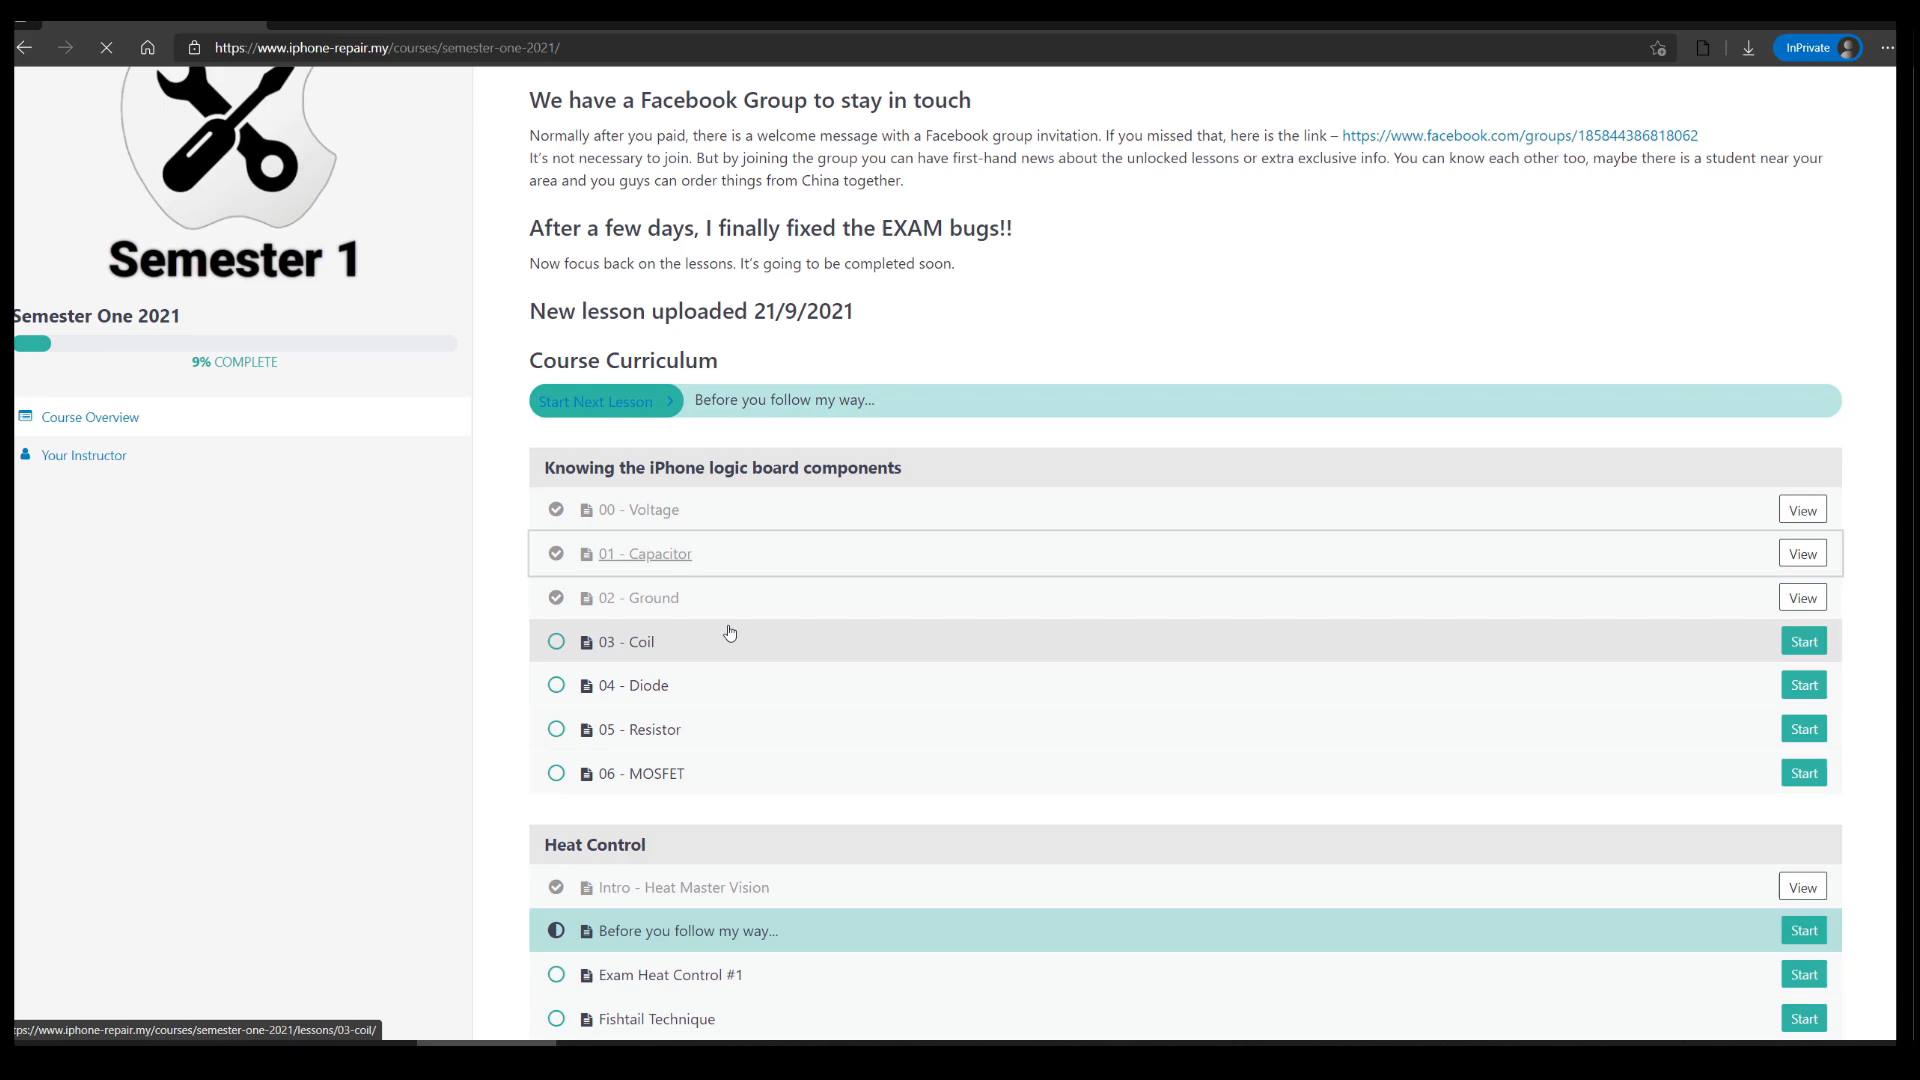 https://www.iphone-repair.my/courses/semester-one-2021/
InPrivate
Semester 1
Semester One 2021
9% COMPLETE
Course Overview
Your Instructor
We have a Facebook Group to stay in touch
Normally after you paid, there is a welcome message with a Facebook group invitation. If you missed that, here is the link – https://www.facebook.com/groups/185844386818062
It's not necessary to join. But by joining the group you can have first-hand news about the unlocked lessons or extra exclusive info. You can know each other too, maybe there is a student near your
area and you guys can order things from China together.
After a few days, I finally fixed the EXAM bugs!!
Now focus back on the lessons. It's going to be completed soon.
New lesson uploaded 21/9/2021
Course Curriculum
Start Next Lesson > Before you follow my way...
Knowing the iPhone logic board components
00 - Voltage View
01 - Capacitor View
02 - Ground View
03 - Coil Start
04 - Diode Start
05 - Resistor Start
06 - MOSFET Start
Heat Control
Intro - Heat Master Vision View
Before you follow my way... Start
Exam Heat Control #1 Start
Fishtail Technique Start
ps://www.iphone-repair.my/courses/semester-one-2021/lessons/03-coil/